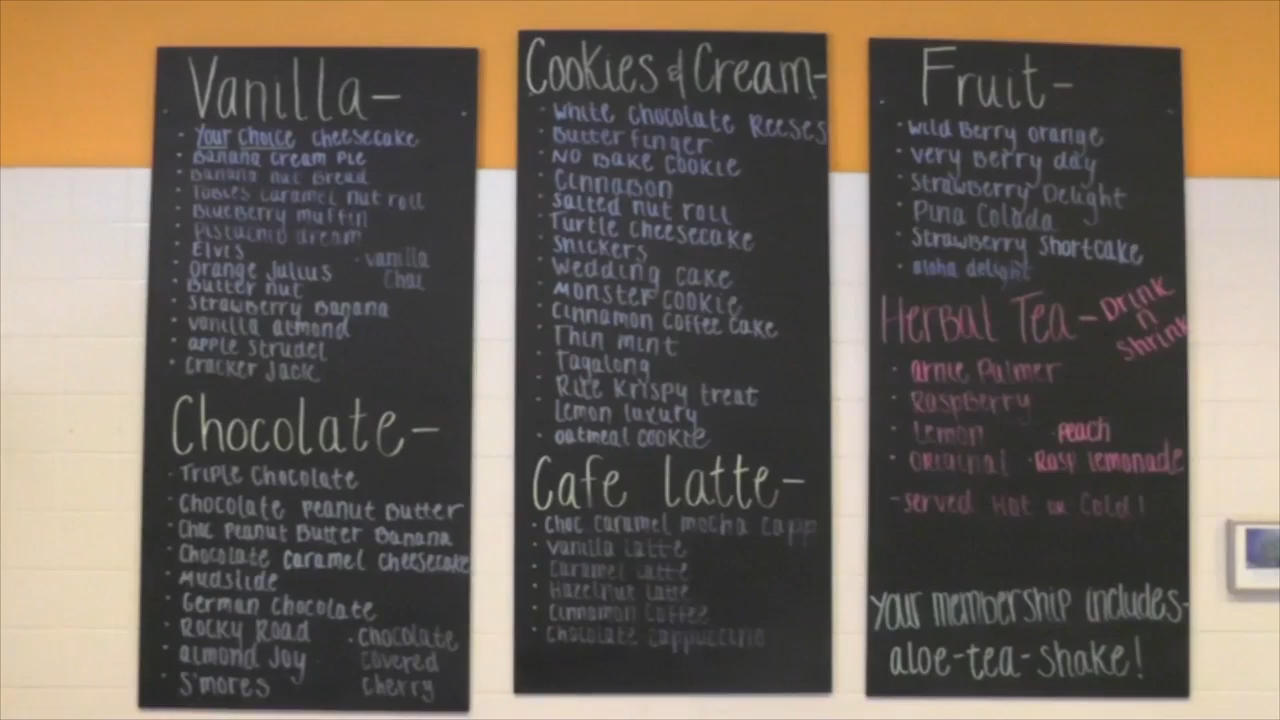 Vanilla-
· Your Choice Cheesecake
· Banana Cream Pie
· Banana nut Bread
· Tobies Caramel nut roll
· Blueberry muffin
· Pistachio dream
· Elvis
· Orange Julius
· Butter nut
· Strawberry Banana
· vanilla almond
· apple Strudel
· Cracker Jack
· vanilla
Chai
Chocolate-
· Triple Chocolate
· Chocolate Peanut Butter
· Choc Peanut Butter Banana
· Chocolate Caramel Cheesecake
· Mudslide
· German Chocolate
· Rocky Road
· almond Joy
· S'mores
· Chocolate
covered
cherry
Cookies & Cream-
· White Chocolate Reeses
· Butter finger
· No Bake Cookie
· Cinnabon
· Salted nut roll
· Turtle Cheesecake
· Snickers
· Wedding cake
· Monster Cookie
· Cinnamon Coffee Cake
· Thin mint
· Tagalong
· Rice Krispy treat
· Lemon luxury
· oatmeal cookie
Cafe Latte-
· Choc Caramel mocha capp
· Vanilla Latte
· Caramel Latte
· Hazelnut Latte
· Cinnamon Coffee
· Chocolate Cappuccino
Fruit-
· Wild Berry Orange
· Very Berry day
· Strawberry Delight
· Pina Colada
· Strawberry Shortcake
· aloha delight
Herbal Tea-
Drink
n
Shrink
· arnie Palmer
· Raspberry
· Lemon · Peach
· Original · Rasp lemonade
-served Hot or Cold!
Your membership includes-
aloe-tea-shake!